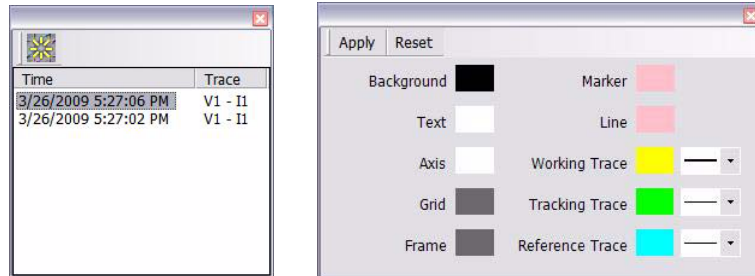 Time Trace
3/26/2009 5:27:06 PM V1 - I1
3/26/2009 5:27:02 PM V1 - I1
Apply Reset
Background Marker
Text Line
Axis Working Trace
Grid Tracking Trace
Frame Reference Trace